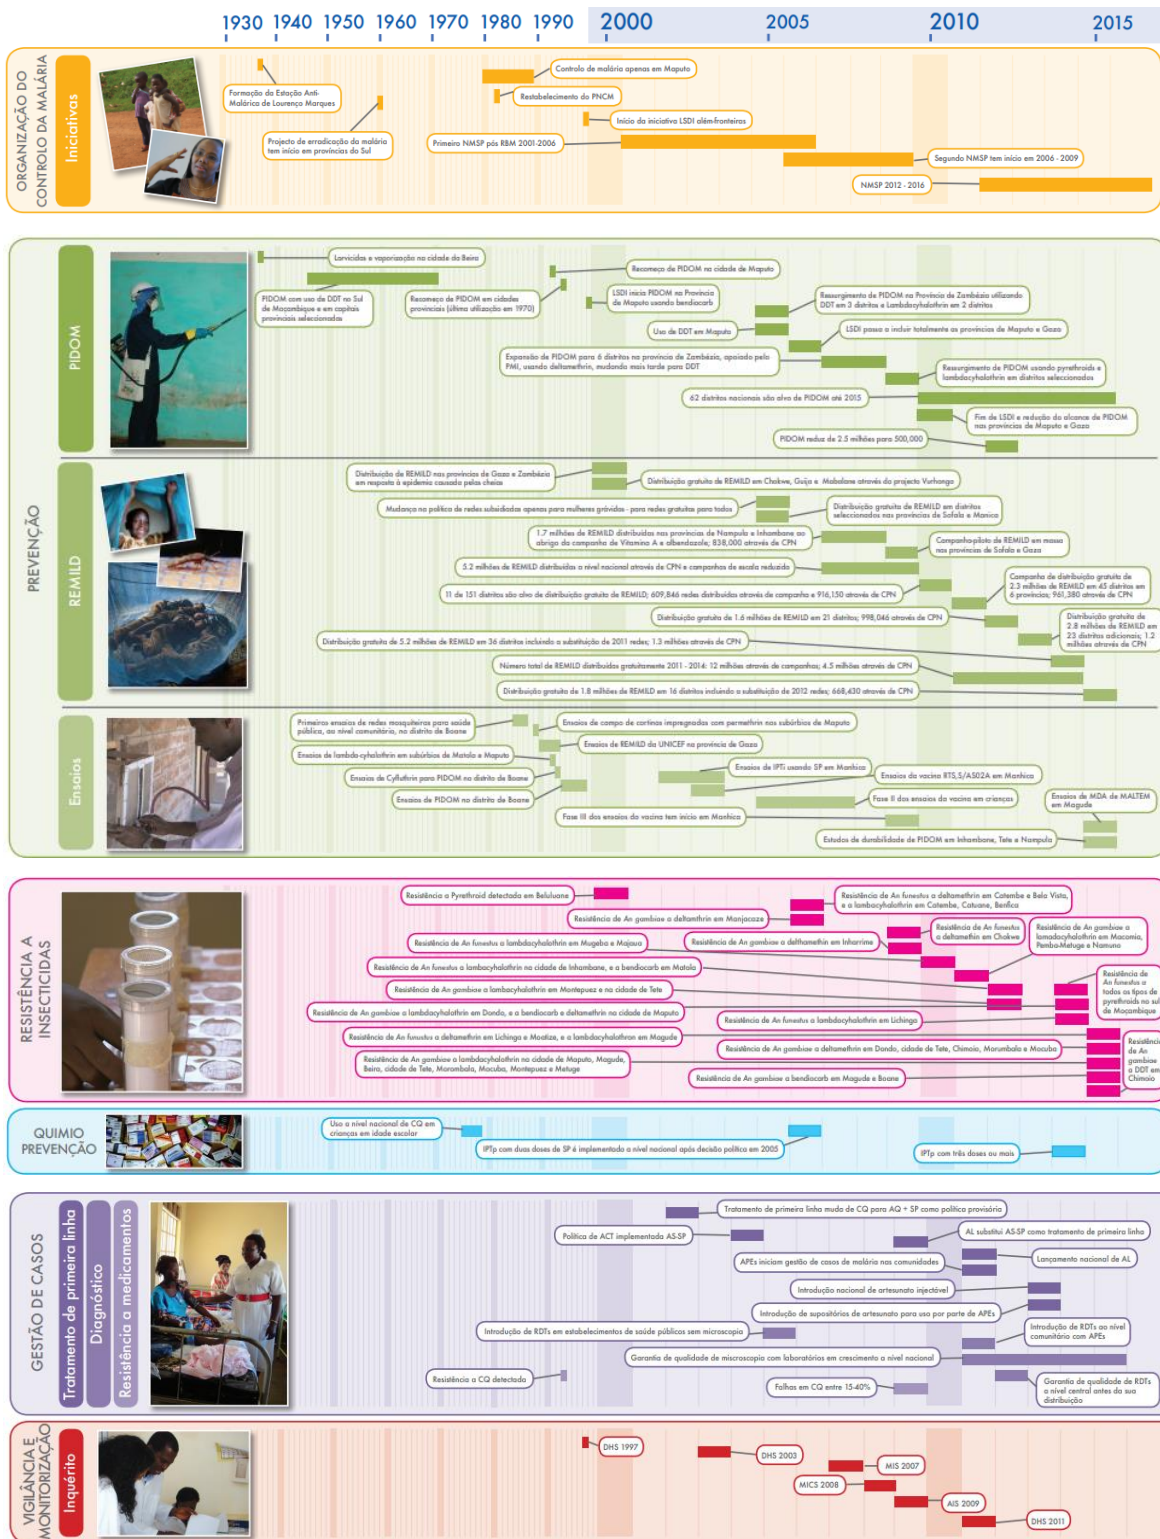 1930 1940 1950 1960 1970 1980 1990 2000 2005 2010 2015
ORGANIZAÇÃO DO
CONTROLO DA MALÁRIA
Iniciativas
Formação da Estação Anti-
Malárica de Lourenço Marques
Projecto de erradicação da malária
tem início em províncias do Sul
Controlo de malária apenas em Maputo
Restabelecimento do PNCM
Início da iniciativa LSDI além-fronteiras
Primeiro NMSP pós RBM 2001-2006
Segundo NMSP tem início em 2006 - 2009
NMSP 2012 - 2016
PREVENÇÃO
PIDOM
Larvicidas e vaporização na cidade da Beira
PIDOM com uso de DDT no Sul
de Moçambique e em capitais
provinciais seleccionadas
Recomeço de PIDOM em cidades
provinciais (última utilização em 1970)
Recomeço de PIDOM na cidade de Maputo
LSDI inicia PIDOM na Província
de Maputo usando bendiocarb
Ressurgimento de PIDOM na Província de Zambézia utilizando
DDT em 3 distritos e Lambdacyhalothrin em 2 distritos
Uso de DDT em Maputo
LSDI passa a incluir totalmente as províncias de Maputo e Gaza
Expansão de PIDOM para 6 distritos na província de Zambézia, apoiado pelo
PMI, usando deltamethrin, mudando mais tarde para DDT
Ressurgimento de PIDOM usando pyrethroids e
lambdacyhalothrin em distritos seleccionados
62 distritos nacionais são alvo de PIDOM até 2015
Fim de LSDI e redução do alcance de PIDOM
nas províncias de Maputo e Gaza
PIDOM reduz de 2.5 milhões para 500,000
REMILD
Distribuição de REMILD nas províncias de Gaza e Zambézia
em resposta à epidemia causada pelas cheias
Distribuição gratuita de REMILD em Chokwe, Guija e Mabalane através do projecto Vurhonga
Mudança na política de redes subsidiadas apenas para mulheres grávidas - para redes gratuitas para todos
Distribuição gratuita de REMILD em distritos
seleccionados nas províncias de Sofala e Manica
1.7 milhões de REMILD distribuídas nas províncias de Nampula e Inhambane ao
abrigo da campanha de Vitamina A e albendazole; 838,000 através de CPN
Campanha-piloto de REMILD em massa
nas províncias de Sofala e Gaza
5.2 milhões de REMILD distribuídas a nível nacional através de CPN e campanhas de escala reduzida
11 de 151 distritos são alvo de distribuição gratuita de REMILD; 609,846 redes distribuídas através de campanha e 916,150 através de CPN
Campanha de distribuição gratuita de
2.3 milhões de REMILD em 45 distritos em
6 províncias; 961,380 através de CPN
Distribuição gratuita de 1.6 milhões de REMILD em 21 distritos; 998,046 através de CPN
Distribuição gratuita de
2.8 milhões de REMILD em
23 distritos adicionais; 1.2
milhões através de CPN
Distribuição gratuita de 5.2 milhões de REMILD em 36 distritos incluindo a substituição de 2011 redes; 1.3 milhões através de CPN
Número total de REMILD distribuídas gratuitamente 2011 - 2014: 12 milhões através de campanhas; 4.5 milhões através de CPN
Distribuição gratuita de 1.8 milhões de REMILD em 16 distritos incluindo a substituição de 2012 redes; 668,430 através de CPN
Ensaios
Primeiros ensaios de redes mosquiteiras para saúde
pública, ao nível comunitário, no distrito de Boane
Ensaios de campo de cortinas impregnadas com permethrin nos subúrbios de Maputo
Ensaios de REMILD da UNICEF na província de Gaza
Ensaios de lambda-cyhalothrin em subúrbios de Matola e Maputo
Ensaios de Cyfluthrin para PIDOM no distrito de Boane
Ensaios de PIDOM no distrito de Boane
Ensaios de IPTi usando SP em Manhica
Ensaios da vacina RTS,S/AS02A em Manhica
Fase II dos ensaios da vacina em crianças
Fase III dos ensaios da vacina tem início em Manhica
Ensaios de MDA de MALTEM
em Magude
Estudos de durabilidade de PIDOM em Inhambane, Tete e Nampula
RESISTÊNCIA A
INSECTICIDAS
Resistência a Pyrethroid detectada em Beluluane
Resistência de An funestus a deltamethrin em Catembe e Bela Vista,
e a lambacyhalothrin em Catembe, Catuane, Benfica
Resistência de An gambiae a deltamthrin em Manjacaze
Resistência de An funestus a lambdacyhalothrin em Mugeba e Majaua
Resistência de An gambiae a delthamethin em Inharrime
Resistência de An funestus
a deltamethin em Chokwe
Resistência de An gambiae a
lamadacyhalothrin em Macomia,
Pemba-Metuge e Namuno
Resistência de An funestus a lambacyhalothrin na cidade de Inhambane, e a bendiocarb em Matola
Resistência de An gambiae a lambacyhalothrin em Montepuez e na cidade de Tete
Resistência de
An funestus a
todos os tipos de
pyrethroids no sul
de Moçambique
Resistência de An gambiae a lambdacyhalothrin em Dondo, e a bendiocarb e deltamethrin na cidade de Maputo
Resistência de An funestus a lambdacyhalothrin em Lichinga
Resistência de An funestus a deltamethrin em Lichinga e Moatize, e a lambdacyhalothrin em Magude
Resistência de An gambiae a deltamethrin em Dondo, cidade de Tete, Chimoio, Morumbala e Mocuba
Resistência de An gambiae a lambdacyhalothrin na cidade de Maputo, Magude,
Beira, cidade de Tete, Morombala, Mocuba, Montepuez e Metuge
Resistência de An gambiae a bendiocarb em Magude e Boane
Resistência
de An
gambiae
a DDT em
Chimoio
QUIMIO
PREVENÇÃO
Uso a nível nacional de CQ em
crianças em idade escolar
IPTp com duas doses de SP é implementada a nível nacional após decisão política em 2005
IPTp com três doses ou mais
GESTÃO DE CASOS
Tratamento de primeira linha
Diagnóstico
Resistência a medicamentos
Tratamento de primeira linha muda de CQ para AQ + SP como política provisória
Política de ACT implementada AS-SP
AL substitui AS-SP como tratamento de primeira linha
APEs iniciam gestão de casos de malária nas comunidades
Lançamento nacional de AL
Introdução nacional de artesunato injectável
Introdução de supositórios de artesunato para uso por parte de APEs
Introdução de RDTs em estabelecimentos de saúde públicos sem microscopia
Introdução de RDTs ao nível
comunitário com APEs
Garantia de qualidade de miscroscopia com laboratórios em crescimento a nível nacional
Resistência a CQ detectada
Falhas em CQ entre 15-40%
Garantia de qualidade de RDTs
a nível central antes da sua
distribuição
VIGILÂNCIA E
MONITORIZAÇÃO
Inquérito
DHS 1997
DHS 2003
MIS 2007
MICS 2008
AIS 2009
DHS 2011